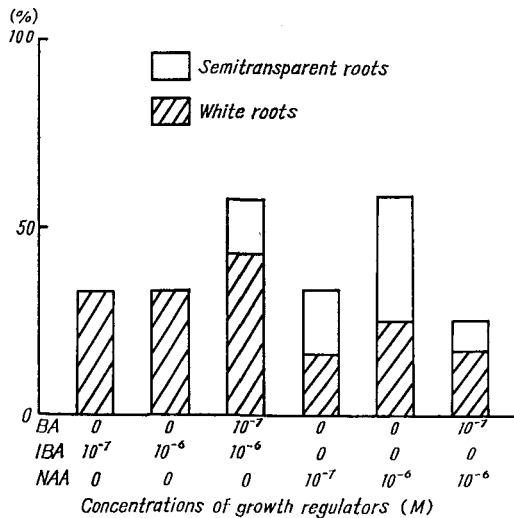 (%)
100
Semitransparent roots
White roots
50
0
BA 0 0 10⁻⁷ 0 0 10⁻⁷
IBA 10⁻⁷ 10⁻⁶ 10⁻⁶ 0 0 0
NAA 0 0 0 10⁻⁷ 10⁻⁶ 10⁻⁶
Concentrations of growth regulators (M)